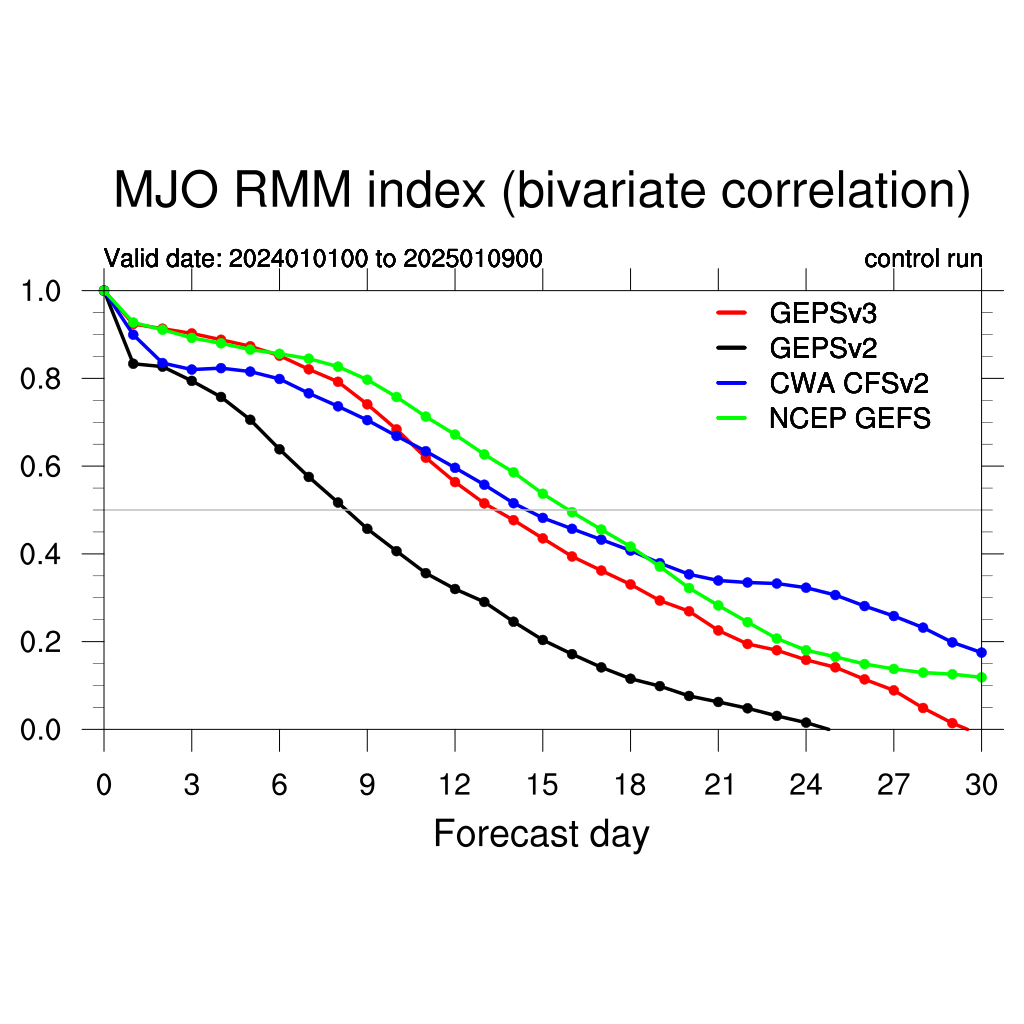 MJO RMM index (bivariate correlation)
Valid date: 2024010100 to 2025010900 control run
1.0
0.8
0.6
0.4
0.2
0.0
GEPSv3
GEPSv2
CWA CFSv2
NCEP GEFS
0 3 6 9 12 15 18 21 24 27 30
Forecast day